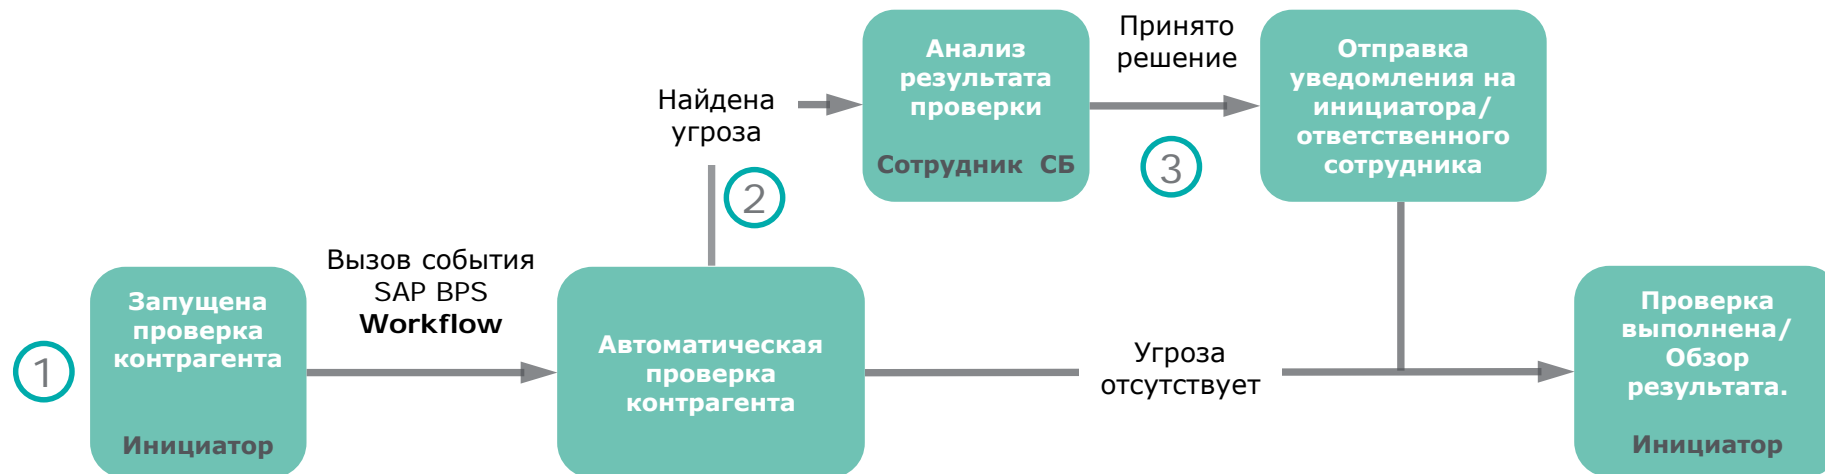 1
Запущена
проверка
контрагента
Инициатор
Вызов события
SAP BPS
Workflow
Автоматическая
проверка
контрагента
2
Найдена
угроза
Анализ
результата
проверки
Сотрудник СБ
Принято
решение
3
Отправка
уведомления на
инициатора/
ответственного
сотрудника
Угроза
отсутствует
Проверка
выполнена/
Обзор
результата.
Инициатор